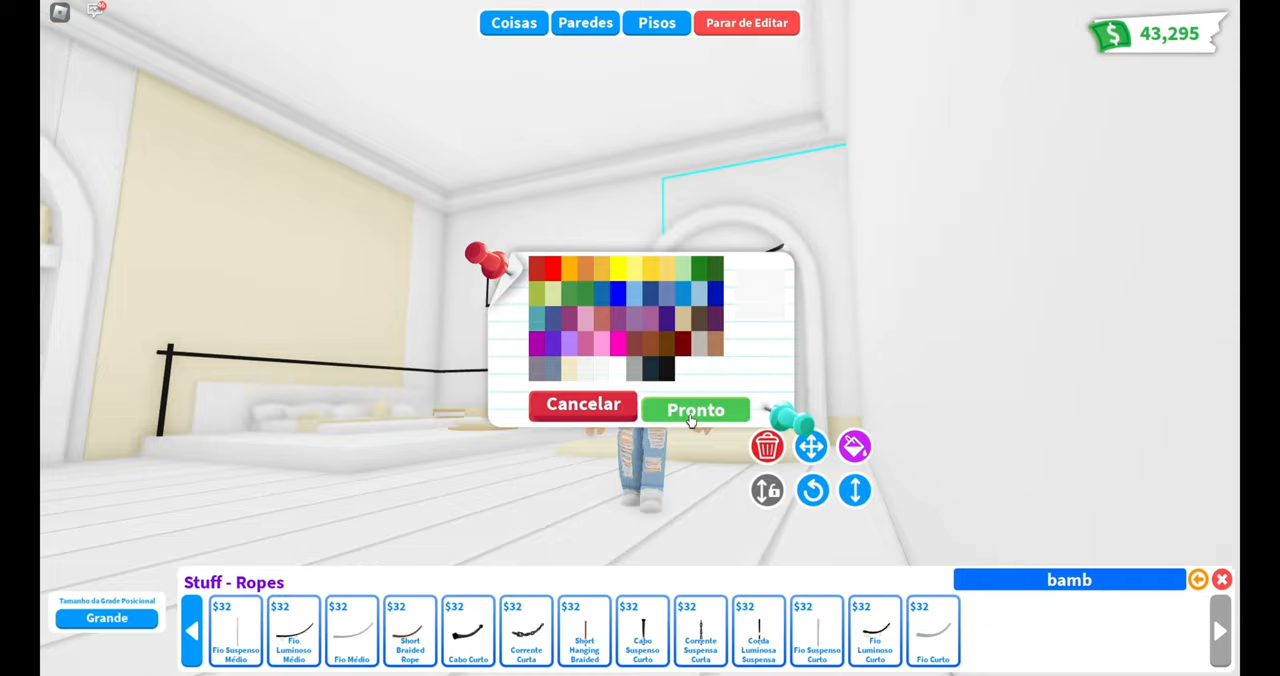 46
Coisas
Paredes
Pisos
Parar de Editar
43,295
Cancelar
Pronto
Tamanho da Grade Posicional
Grande
Stuff - Ropes
bamb
$32
Fio Suspenso
Médio
$32
Fio
Luminoso
Médio
$32
Fio Médio
$32
Short
Braided
Rope
$32
Cabo Curto
$32
Corrente
Curta
$32
Short
Hanging
Braided
$32
Cabo
Suspenso
Curto
$32
Corrente
Suspensa
Curta
$32
Corda
Luminosa
Suspensa
$32
Fio Suspenso
Curto
$32
Fio
Luminoso
Curto
$32
Fio Curto